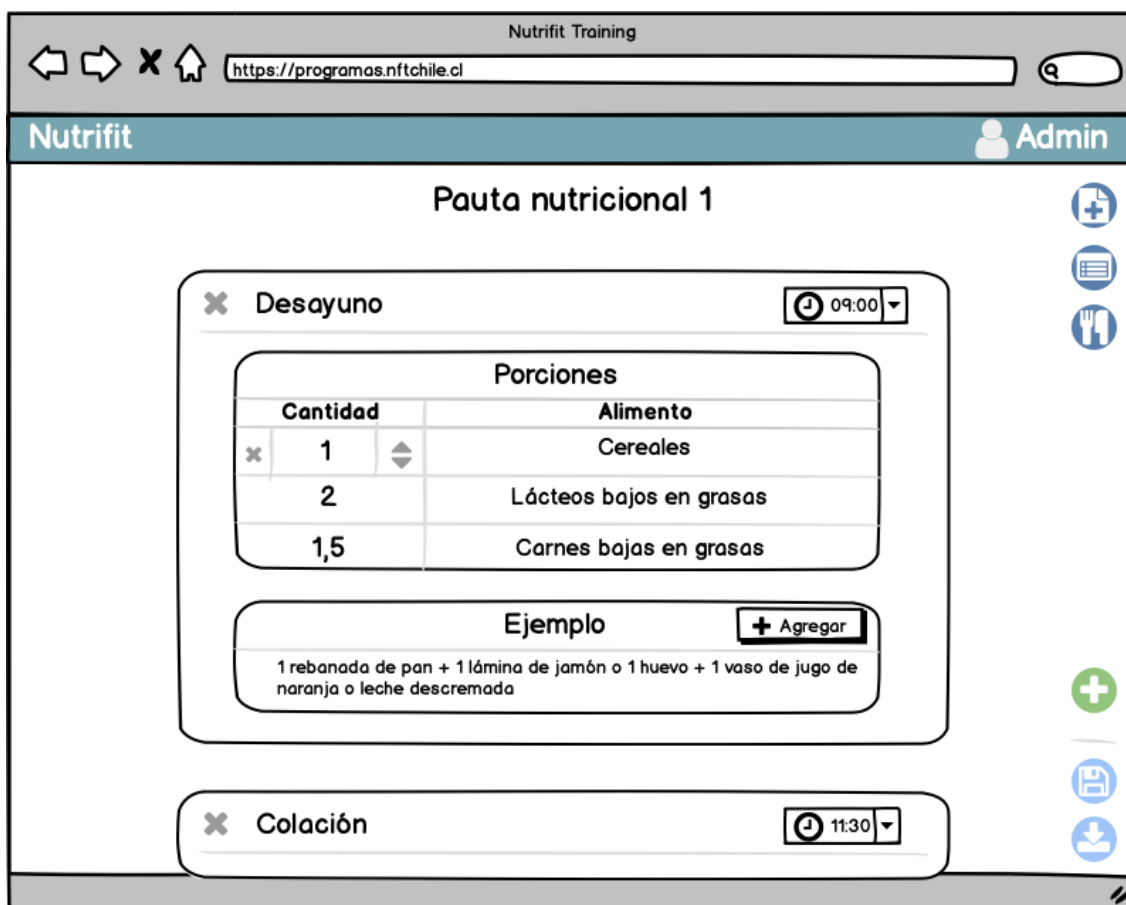 Nutrifit Training
https://programas.nftchile.cl
Nutrifit
Admin
Pauta nutricional 1
Desayuno
09:00
Porciones
Cantidad
Alimento
1
Cereales
2
Lácteos bajos en grasas
1,5
Carnes bajas en grasas
Ejemplo
Agregar
1 rebanada de pan + 1 lámina de jamón o 1 huevo + 1 vaso de jugo de
naranja o leche descremada
Colación
11:30